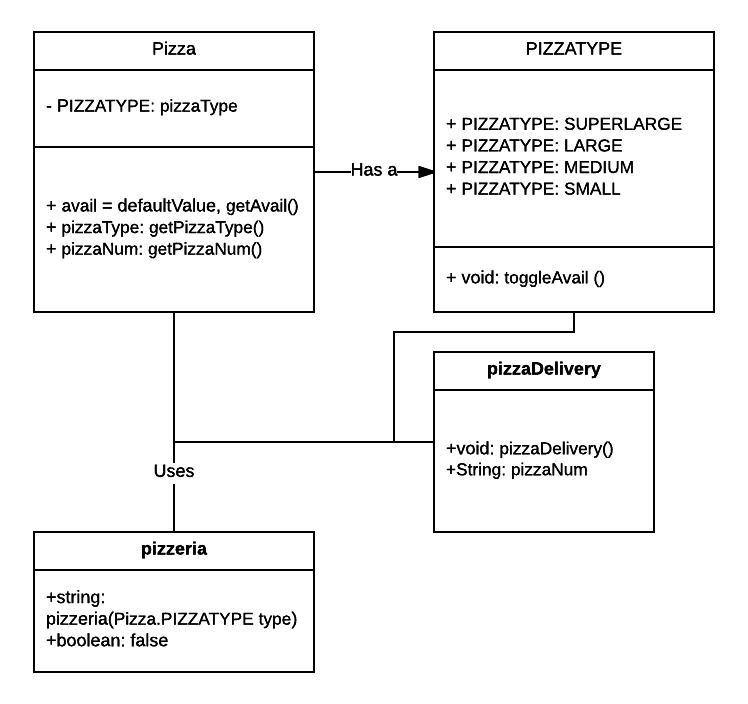 Pizza
- PIZZATYPE: pizzaType
+ avail = defaultValue, getAvail()
+ pizzaType: getPizzaType()
+ pizzaNum: getPizzaNum()
Has a
PIZZATYPE
+ PIZZATYPE: SUPERLARGE
+ PIZZATYPE: LARGE
+ PIZZATYPE: MEDIUM
+ PIZZATYPE: SMALL
+ void: toggleAvail ()
pizzaDelivery
+void: pizzaDelivery()
+String: pizzaNum
Uses
pizzeria
+string:
pizzeria(Pizza.PIZZATYPE type)
+boolean: false